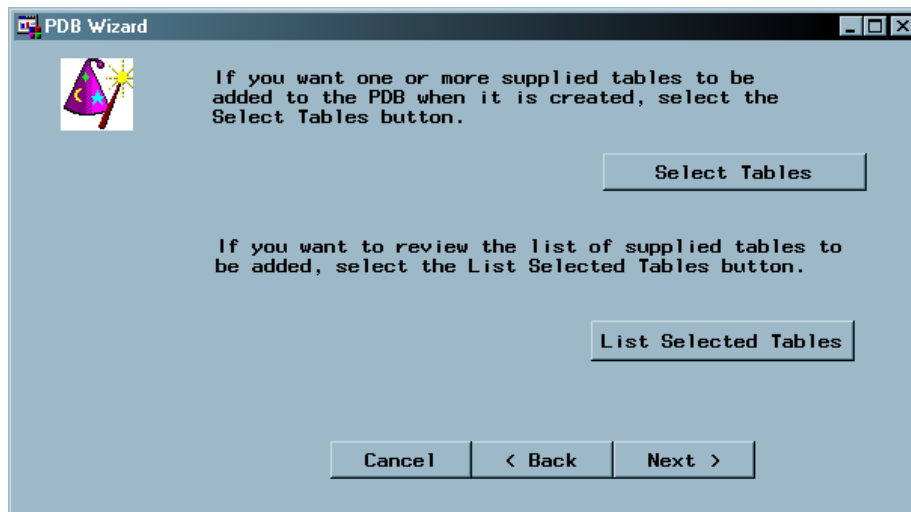 PDB Wizard
If you want one or more supplied tables to be
added to the PDB when it is created, select the
Select Tables button.
Select Tables
If you want to review the list of supplied tables to
be added, select the List Selected Tables button.
List Selected Tables
Cancel
< Back
Next >